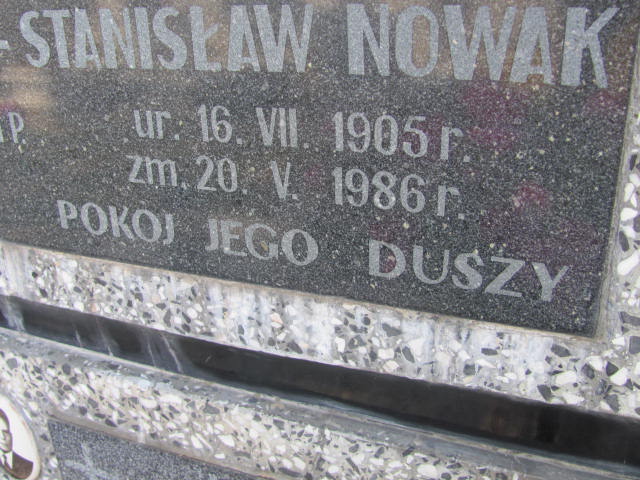 - STANISŁAW NOWAK
P. ur. 16. VII. 1905 r.
zm. 20. V. 1986 r.
POKOJ JEGO DUSZY